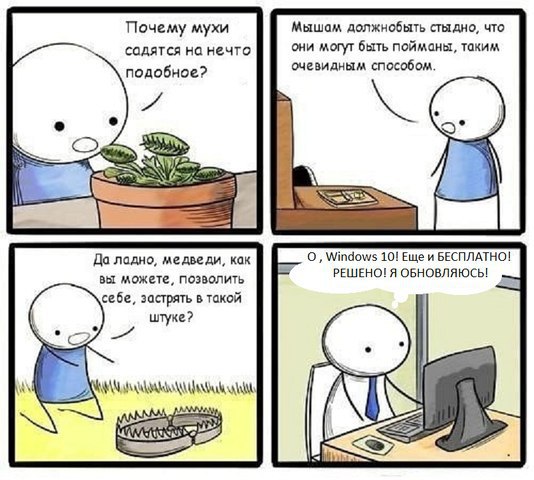 Почему мухи
садятся на нечто
подобное?
Мышам должнобыть стыдно, что
они могут быть пойманы, таким
очевидным способом.
Да ладно, медведи, как
вы можете, позволить
себе, застрять в такой
штуке?
О , Windows 10! Еще и БЕСПЛАТНО!
РЕШЕНО! Я ОБНОВЛЯЮСЬ!